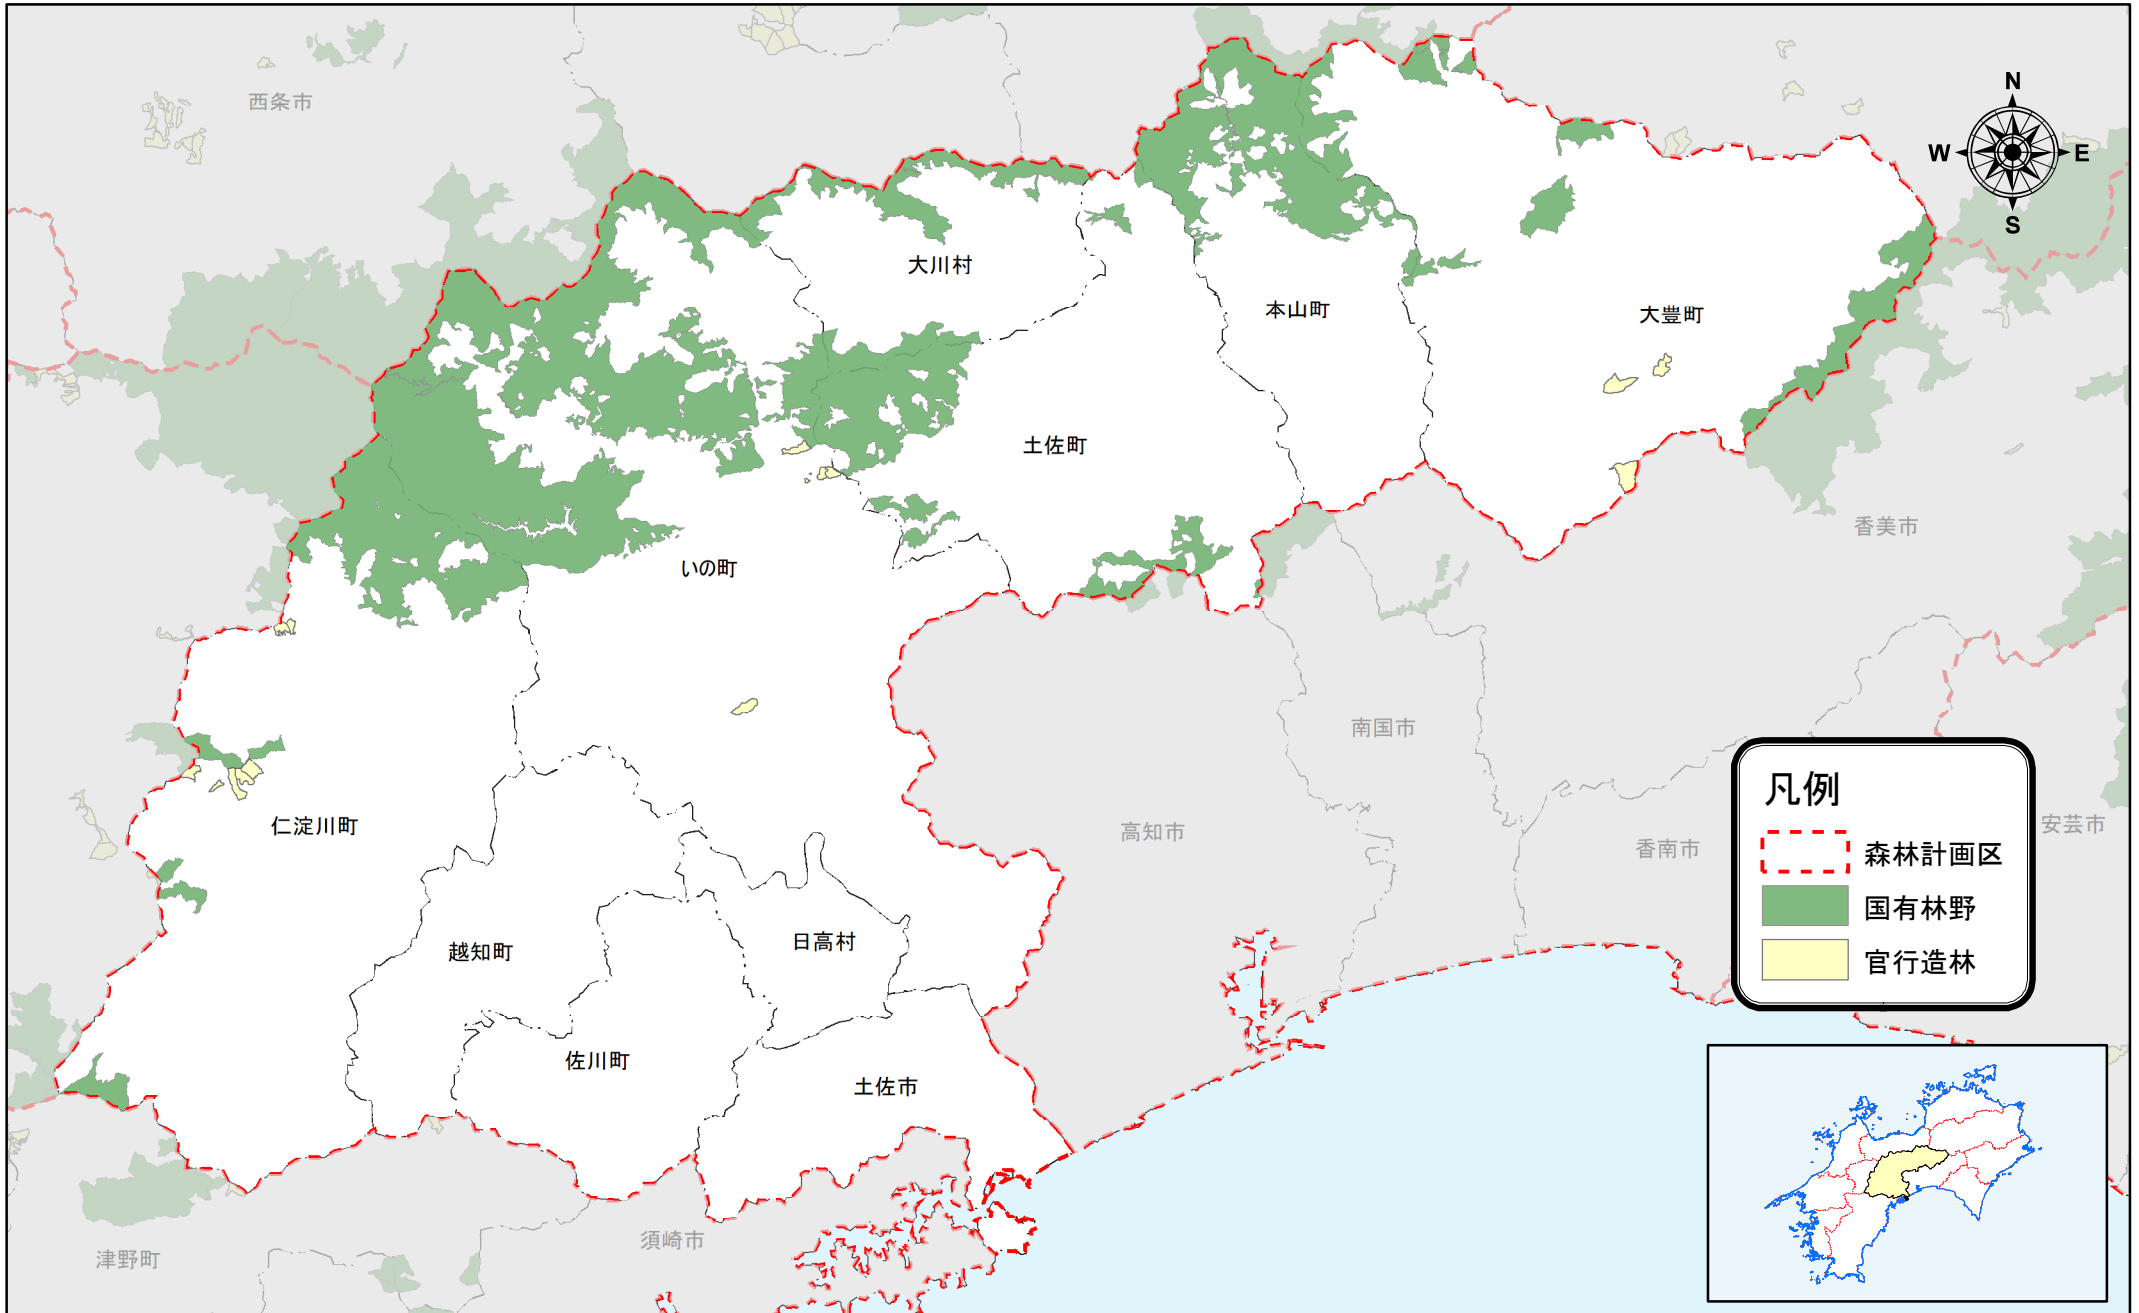 西条市
N
W
E
S
大川村
本山町
大豊町
土佐町
香美市
いの町
南国市
凡例
森林計画区
国有林野
官行造林
仁淀川町
高知市
香南市
安芸市
越知町
日高村
佐川町
土佐市
須崎市
津野町